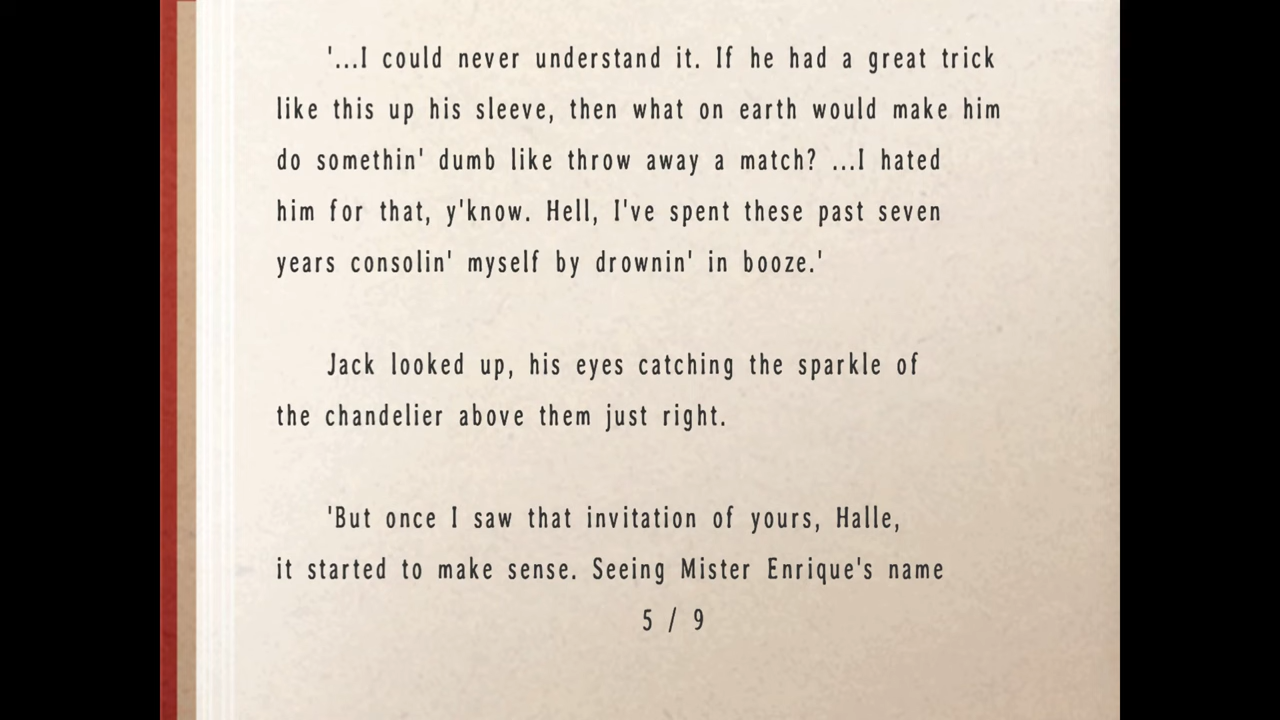 '...I could never understand it. If he had a great trick
like this up his sleeve, then what on earth would make him
do somethin' dumb like throw away a match? ...I hated
him for that, y'know. Hell, I've spent these past seven
years consolin' myself by drownin' in booze.'
Jack looked up, his eyes catching the sparkle of
the chandelier above them just right.
'But once I saw that invitation of yours, Halle,
it started to make sense. Seeing Mister Enrique's name
5 / 9